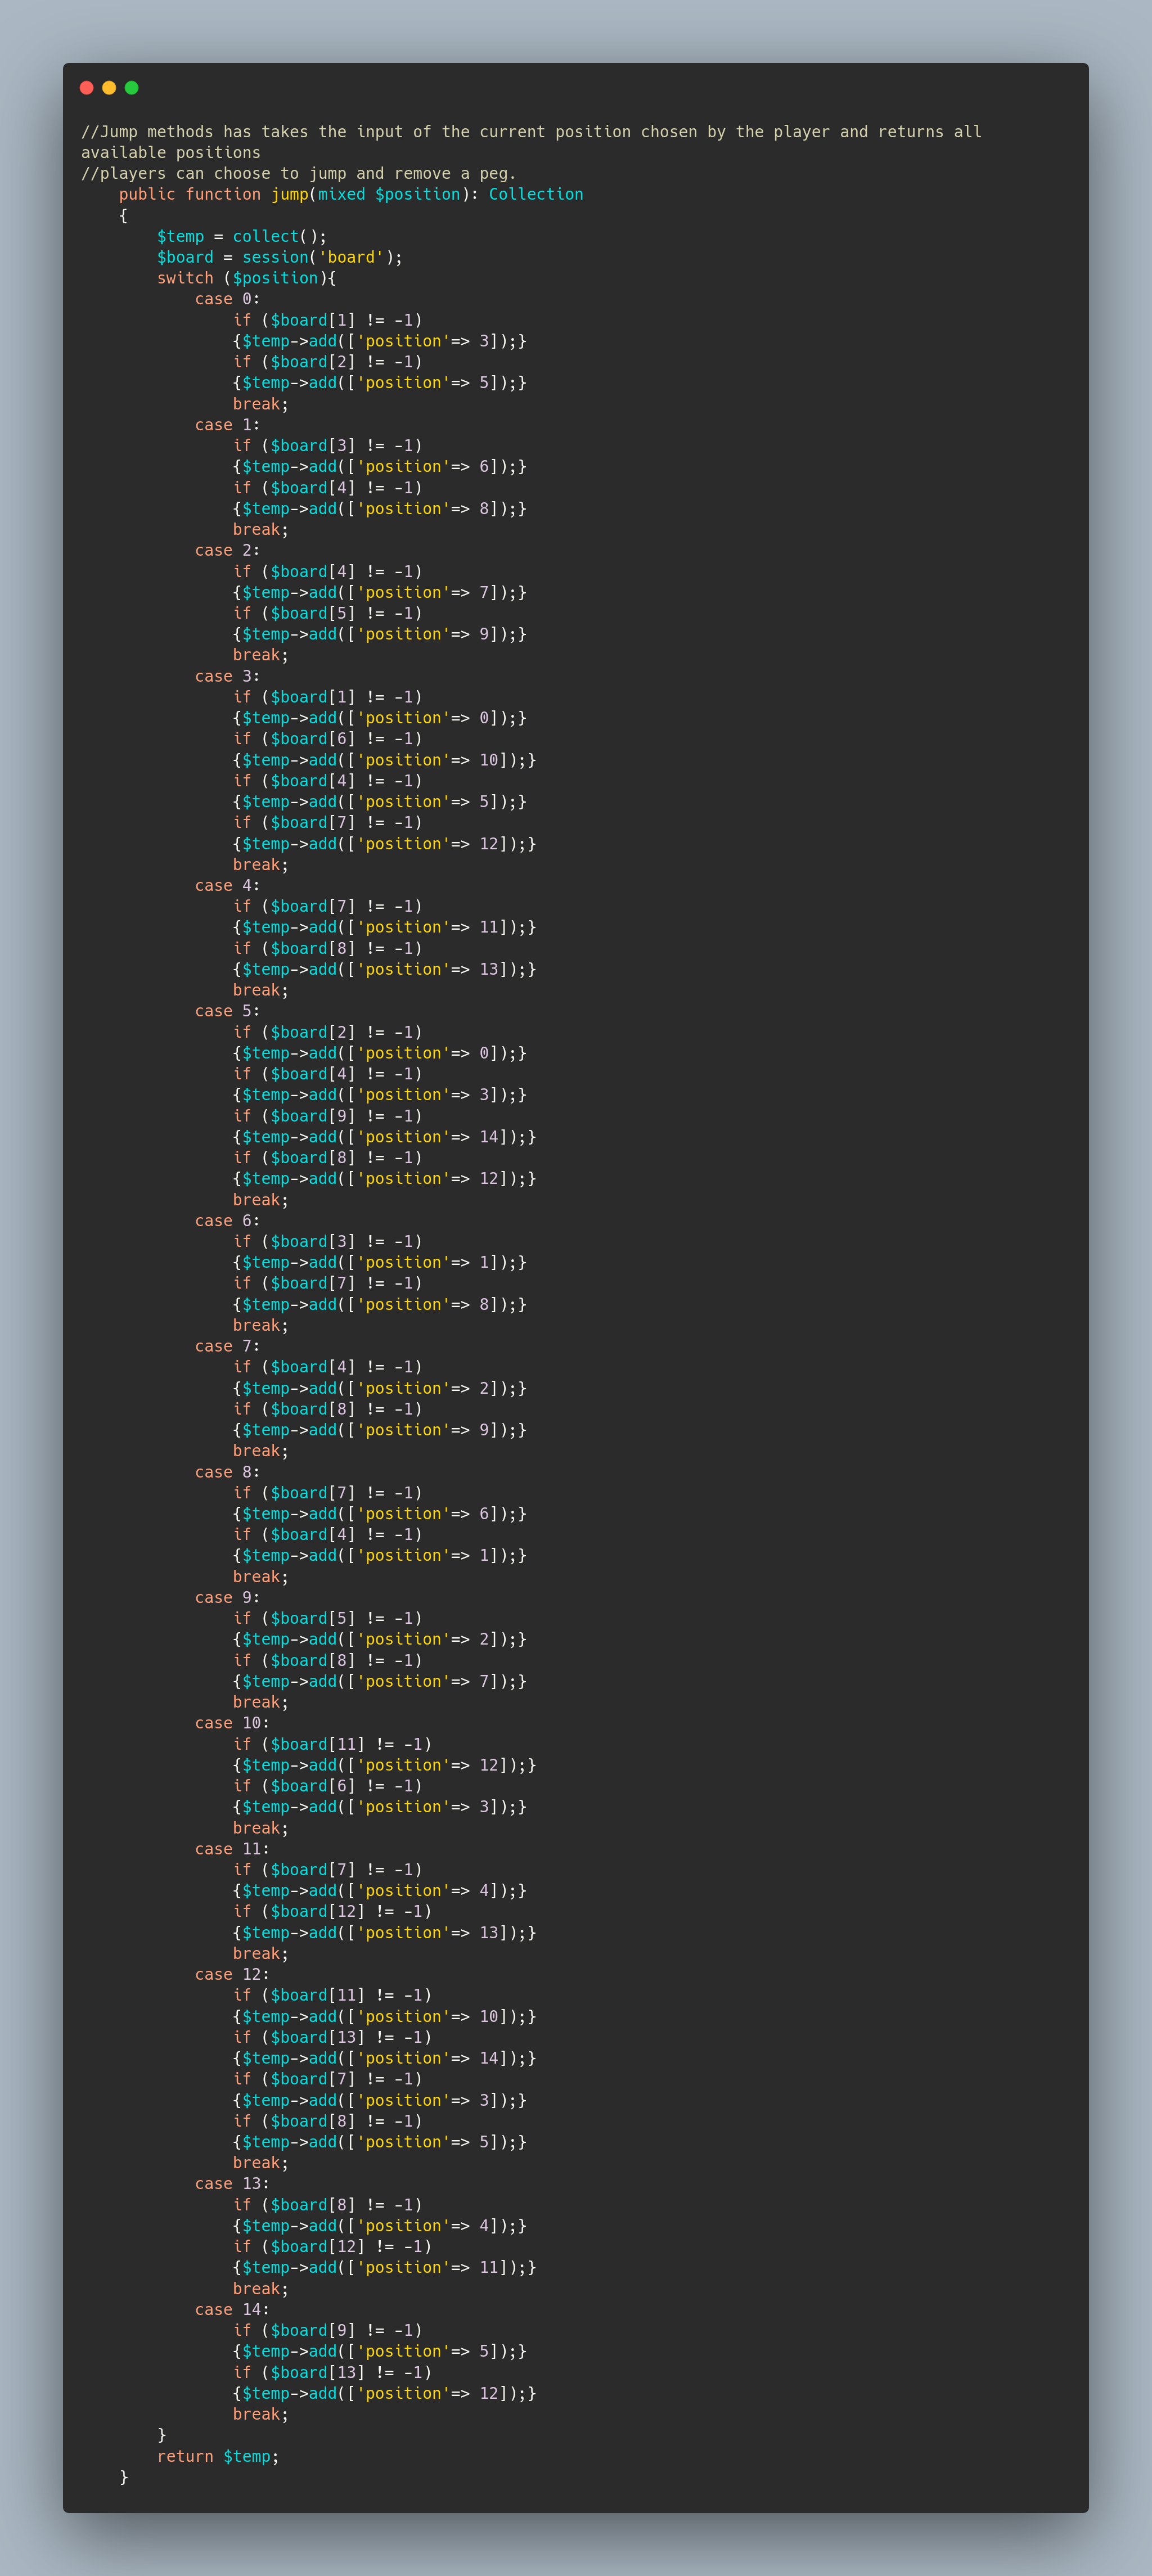 //Jump methods has takes the input of the current position chosen by the player and returns all
available positions
//players can choose to jump and remove a peg.
    public function jump(mixed $position): Collection
    {
        $temp = collect();
        $board = session('board');
        switch ($position){
            case 0:
                if ($board[1] != -1)
                {$temp->add(['position'=> 3]);}
                if ($board[2] != -1)
                {$temp->add(['position'=> 5]);}
                break;
            case 1:
                if ($board[3] != -1)
                {$temp->add(['position'=> 6]);}
                if ($board[4] != -1)
                {$temp->add(['position'=> 8]);}
                break;
            case 2:
                if ($board[4] != -1)
                {$temp->add(['position'=> 7]);}
                if ($board[5] != -1)
                {$temp->add(['position'=> 9]);}
                break;
            case 3:
                if ($board[1] != -1)
                {$temp->add(['position'=> 0]);}
                if ($board[6] != -1)
                {$temp->add(['position'=> 10]);}
                if ($board[4] != -1)
                {$temp->add(['position'=> 5]);}
                if ($board[7] != -1)
                {$temp->add(['position'=> 12]);}
                break;
            case 4:
                if ($board[7] != -1)
                {$temp->add(['position'=> 11]);}
                if ($board[8] != -1)
                {$temp->add(['position'=> 13]);}
                break;
            case 5:
                if ($board[2] != -1)
                {$temp->add(['position'=> 0]);}
                if ($board[4] != -1)
                {$temp->add(['position'=> 3]);}
                if ($board[9] != -1)
                {$temp->add(['position'=> 14]);}
                if ($board[8] != -1)
                {$temp->add(['position'=> 12]);}
                break;
            case 6:
                if ($board[3] != -1)
                {$temp->add(['position'=> 1]);}
                if ($board[7] != -1)
                {$temp->add(['position'=> 8]);}
                break;
            case 7:
                if ($board[4] != -1)
                {$temp->add(['position'=> 2]);}
                if ($board[8] != -1)
                {$temp->add(['position'=> 9]);}
                break;
            case 8:
                if ($board[7] != -1)
                {$temp->add(['position'=> 6]);}
                if ($board[4] != -1)
                {$temp->add(['position'=> 1]);}
                break;
            case 9:
                if ($board[5] != -1)
                {$temp->add(['position'=> 2]);}
                if ($board[8] != -1)
                {$temp->add(['position'=> 7]);}
                break;
            case 10:
                if ($board[11] != -1)
                {$temp->add(['position'=> 12]);}
                if ($board[6] != -1)
                {$temp->add(['position'=> 3]);}
                break;
            case 11:
                if ($board[7] != -1)
                {$temp->add(['position'=> 4]);}
                if ($board[12] != -1)
                {$temp->add(['position'=> 13]);}
                break;
            case 12:
                if ($board[11] != -1)
                {$temp->add(['position'=> 10]);}
                if ($board[13] != -1)
                {$temp->add(['position'=> 14]);}
                if ($board[7] != -1)
                {$temp->add(['position'=> 3]);}
                if ($board[8] != -1)
                {$temp->add(['position'=> 5]);}
                break;
            case 13:
                if ($board[8] != -1)
                {$temp->add(['position'=> 4]);}
                if ($board[12] != -1)
                {$temp->add(['position'=> 11]);}
                break;
            case 14:
                if ($board[9] != -1)
                {$temp->add(['position'=> 5]);}
                if ($board[13] != -1)
                {$temp->add(['position'=> 12]);}
                break;
        }
        return $temp;
    }